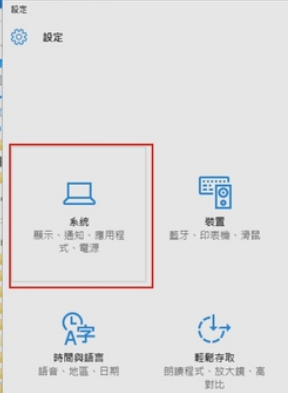 設定
設定
系統
顯示、通知、應用程
式、電源
裝置
藍牙、印表機、滑鼠
時間與語言
語音、地區、日期
輕鬆存取
朗讀程式、放大鏡、高
對比